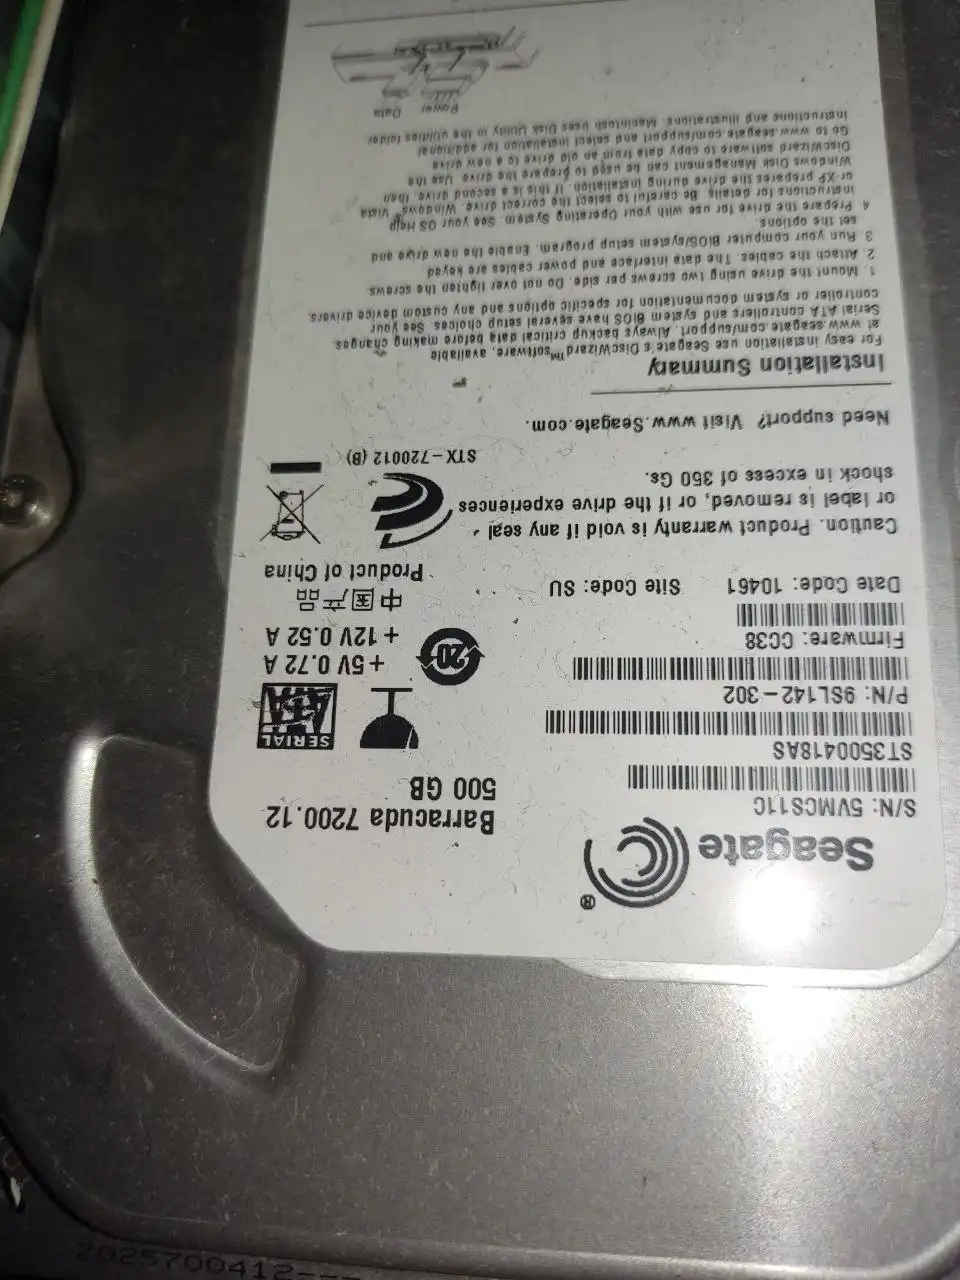 Seagate®
Barracuda 7200.12
500 GB
S/N: 5VMCS11C
ST3500418AS
P/N: 9SL142-302
Firmware: CC38
Date Code: 10461 Site Code: SU
SERIAL
ATA
+5V 0.72 A
+12V 0.52 A
20
中国产品
Product of China
Caution. Product warranty is void if any seal
or label is removed, or if the drive experiences
shock in excess of 350 Gs.
STX-720012 (B)
Need support? Visit www.Seagate.com.
Installation Summary
For easy installation use Seagate's DiscWizard™software, available
at www.seagate.com/support. Always backup critical data before making changes.
Serial ATA controllers and system BIOS have several setup choices. See your
controller or system documentation for specific options and any custom device drivers.
1. Mount the drive using two screws per side. Do not over tighten the screws.
2. Attach the cables. The data interface and power cables are keyed
3. Run your computer BIOS/system setup program. Enable the new drive and
set the options.
4 Prepare the drive for use with your Operating System. See your OS Help
instructions for details. Be careful to select the correct drive. Windows Vista
or XP prepares the drive during installation. If this is a second drive, then
Windows Disk Management can be used to prepare the drive. Use the
DiscWizard software to copy data from an old drive to a new drive.
Go to www.seagate.com/support and select installation for additional
instructions and illustrations. Macintosh uses Disk Utility in the utilities folder
Power
Data
2025700412---